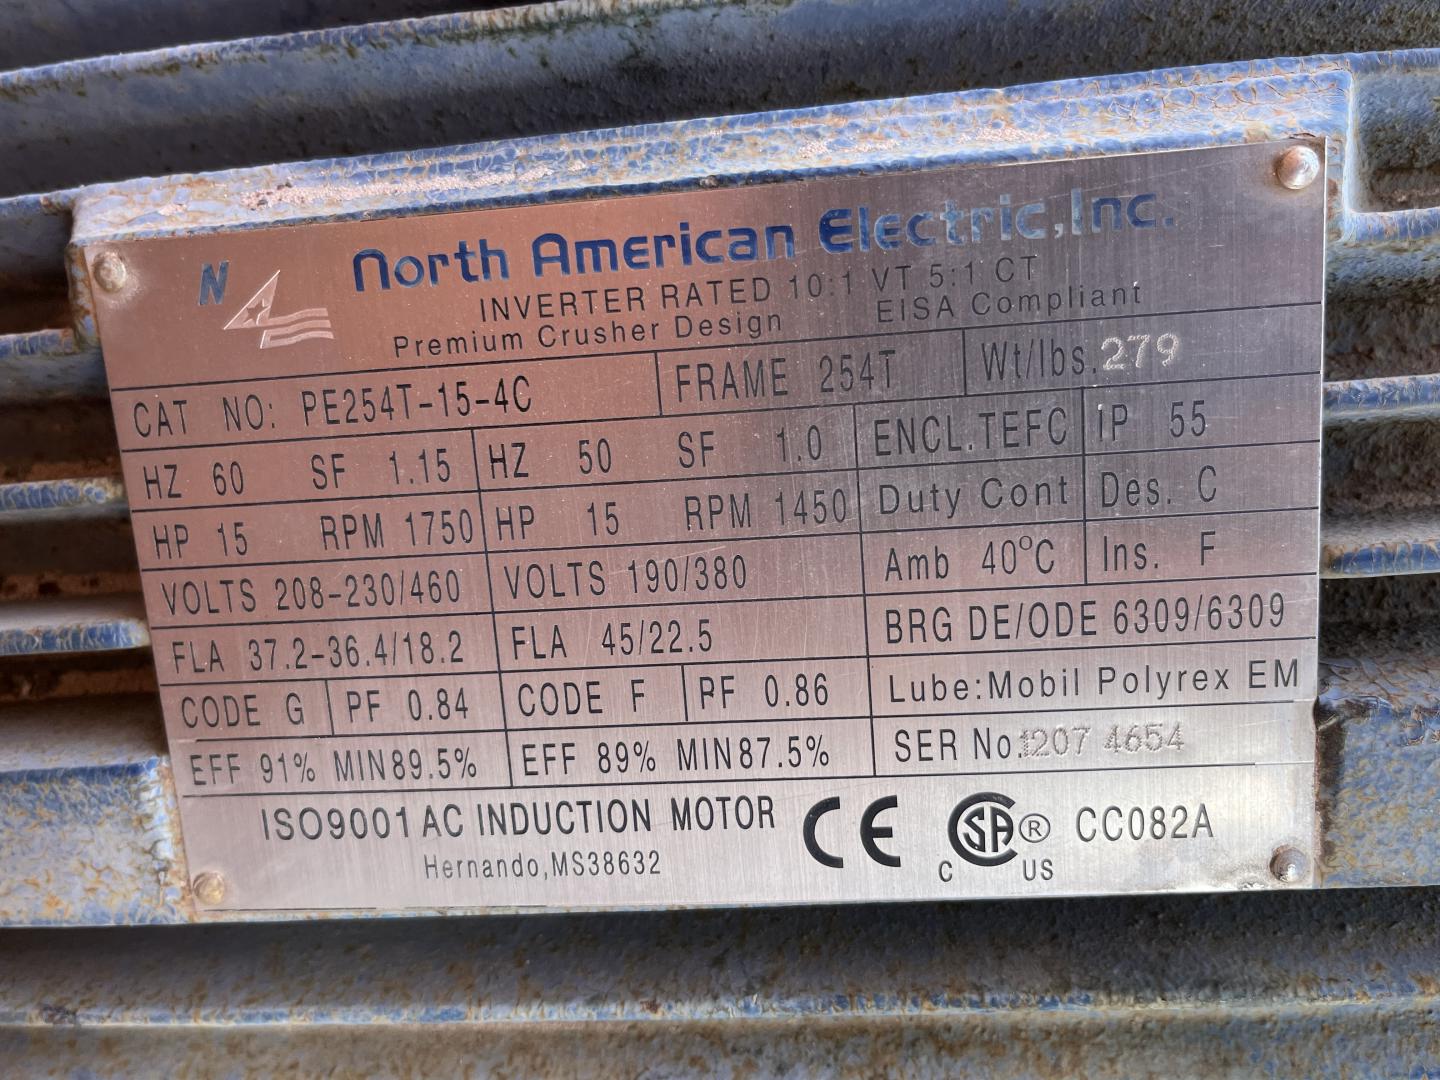 N
North American Electric, Inc.
INVERTER RATED 10:1 VT 5:1 CT
Premium Crusher Design EISA Compliant
CAT NO: PE254T-15-4C FRAME 254T Wt/lbs. 279
HZ 60 SF 1.15 HZ 50 SF 1.0 ENCL. TEFC IP 55
HP 15 RPM 1750 HP 15 RPM 1450 Duty Cont Des. C
VOLTS 208-230/460 VOLTS 190/380 Amb 40°C Ins. F
FLA 37.2-36.4/18.2 FLA 45/22.5 BRG DE/ODE 6309/6309
CODE G PF 0.84 CODE F PF 0.86 Lube: Mobil Polyrex EM
EFF 91% MIN 89.5% EFF 89% MIN 87.5% SER No. 1207 4654
ISO9001 AC INDUCTION MOTOR CE C SA ® US CC082A
Hernando, MS38632